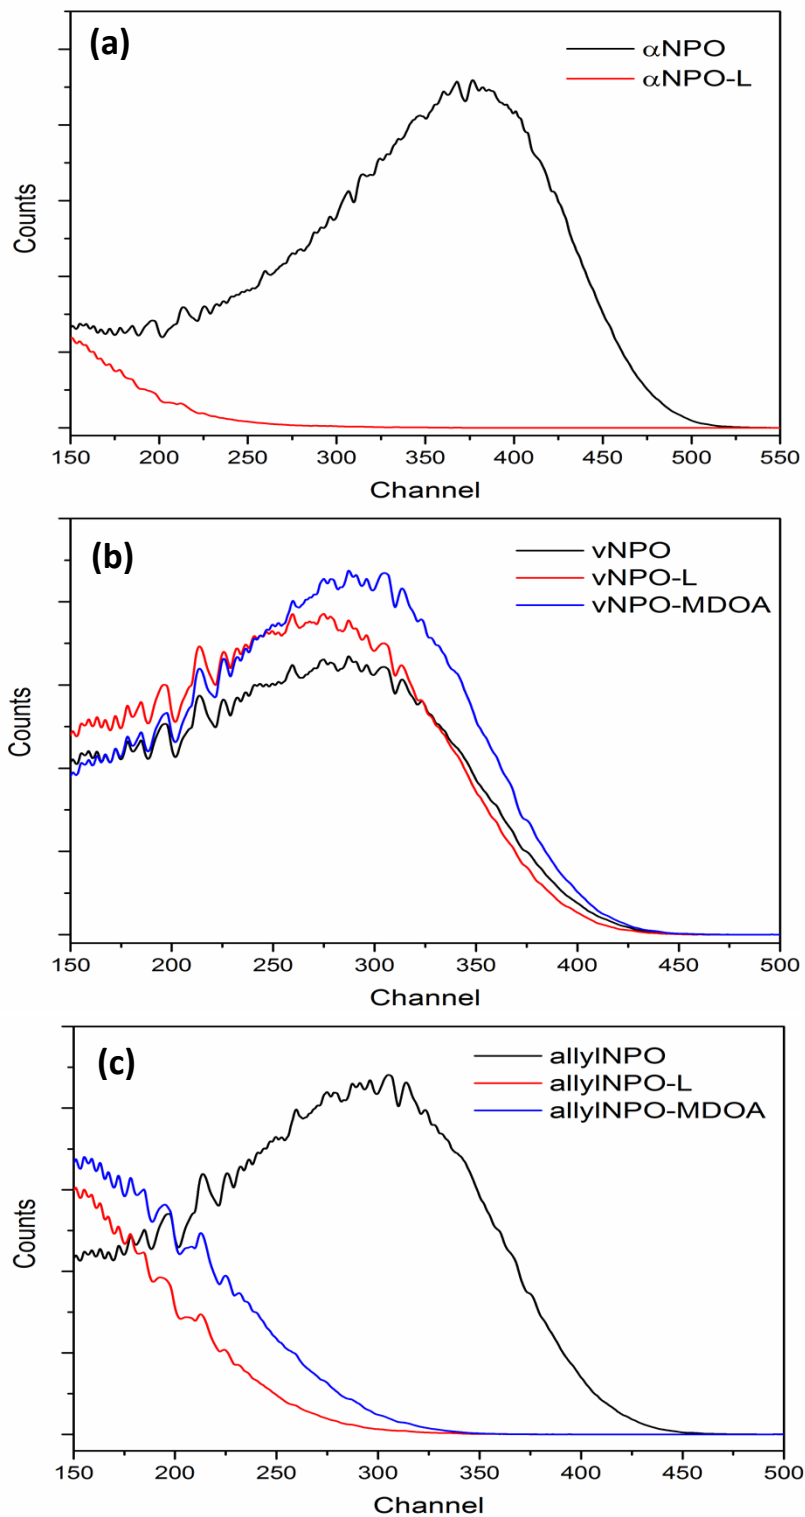 (a)
αNPO
αNPO-L
Counts
150 200 250 300 350 400 450 500 550
Channel
(b)
vNPO
vNPO-L
vNPO-MDOA
Counts
150 200 250 300 350 400 450 500
Channel
(c)
allylNPO
allylNPO-L
allylNPO-MDOA
Counts
150 200 250 300 350 400 450 500
Channel